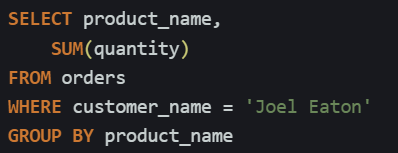 SELECT product_name,
    SUM(quantity)
FROM orders
WHERE customer_name = 'Joel Eaton'
GROUP BY product_name